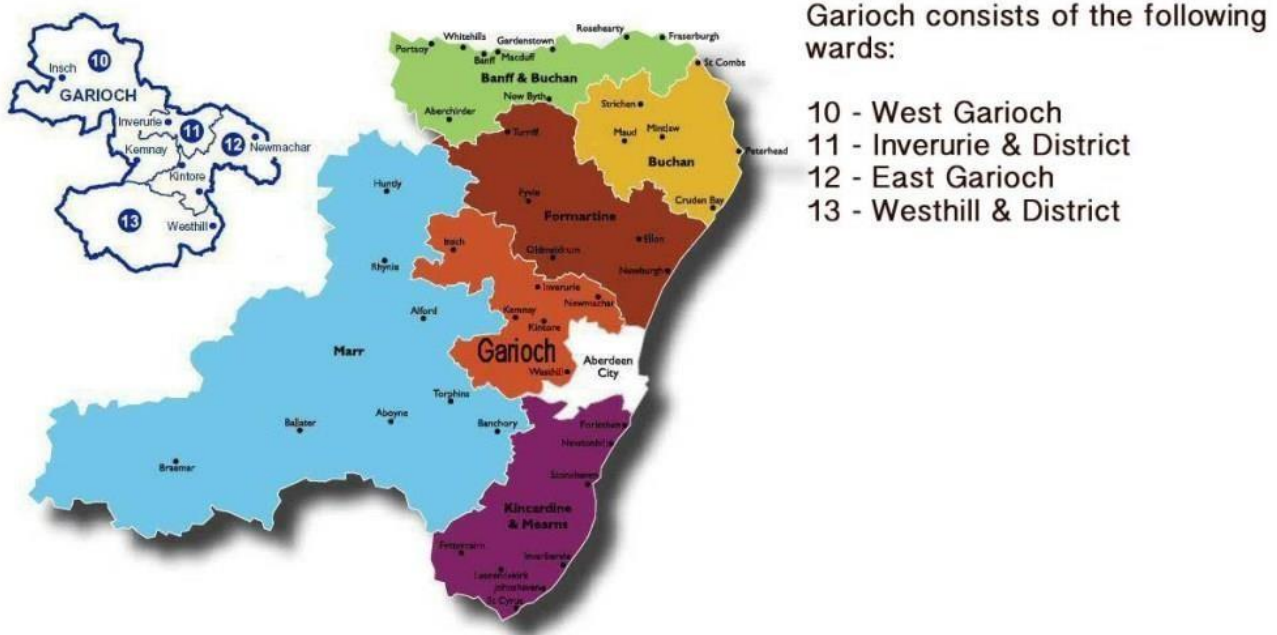 10
Insch
GARIOCH
Inverurie
11
12
Newmachar
Kemnay
Kintore
13
Westhill
Portsoy
Whitehills
Banff
Macduff
Gardenstown
Rosehearty
Fraserburgh
St Combs
Banff & Buchan
New Byth
Aberchirder
Strichen
Maud
Mintlaw
Peterhead
Buchan
Cruden Bay
Turriff
Fyvie
Formartine
Oldmeldrum
Ellon
Newburgh
Huntly
Rhynie
Alford
Marr
Torphins
Aboyne
Ballater
Banchory
Braemar
Insch
Inverurie
Newmachar
Kemnay
Kintore
Garioch
Westhill
Aberdeen
City
Portlethen
Newtonhill
Stonehaven
Kincardine
& Mearns
Fettercairn
Inverbervie
Laurencekirk
Johnshaven
St Cyrus
Garioch consists of the following
wards:
10 - West Garioch
11 - Inverurie & District
12 - East Garioch
13 - Westhill & District